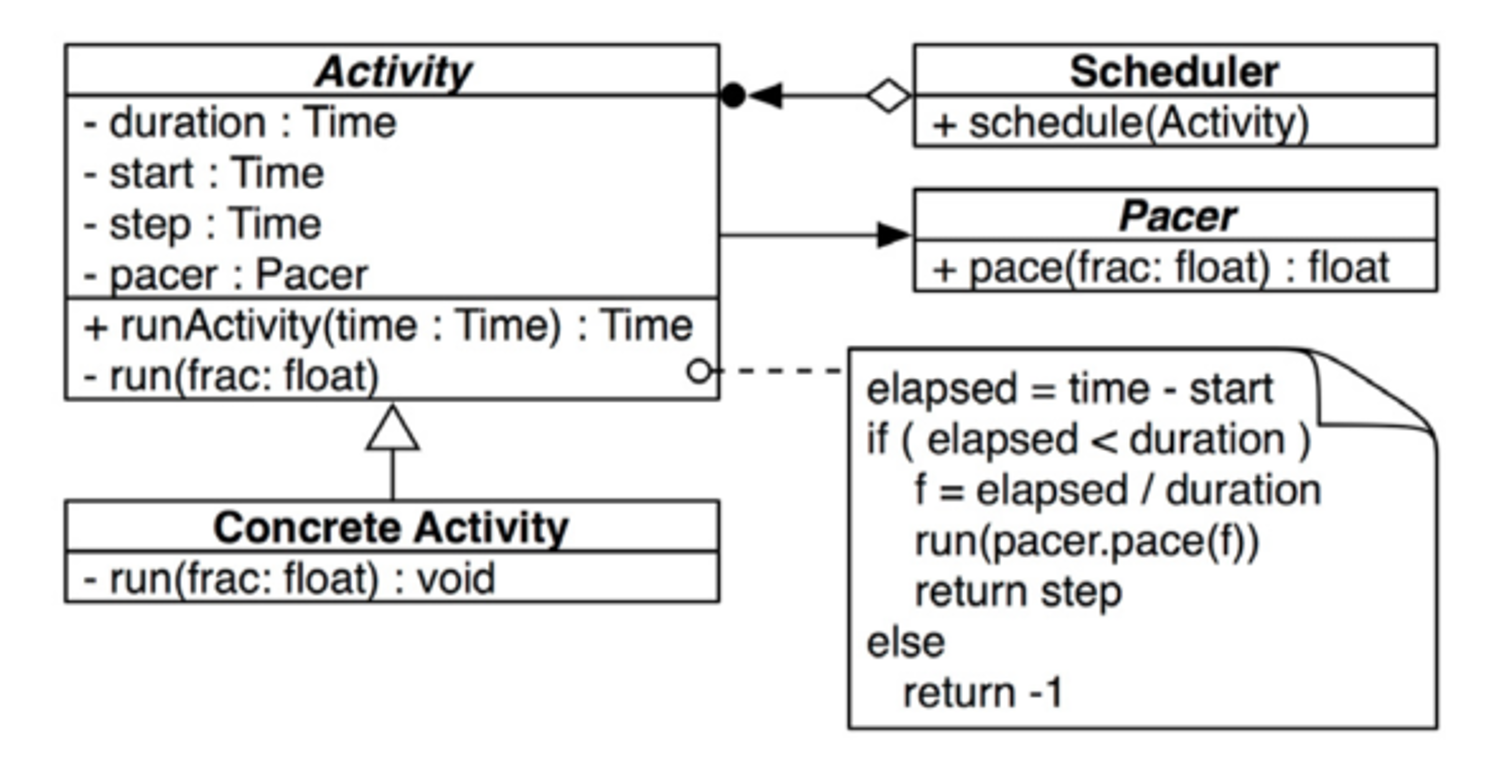 Activity
- duration : Time
- start : Time
- step : Time
- pacer : Pacer
+ runActivity(time : Time) : Time
- run(frac: float)
Scheduler
+ schedule(Activity)
Pacer
+ pace(frac: float) : float
Concrete Activity
- run(frac: float) : void
elapsed = time - start
if ( elapsed < duration )
f = elapsed / duration
run(pacer.pace(f))
return step
else
return -1